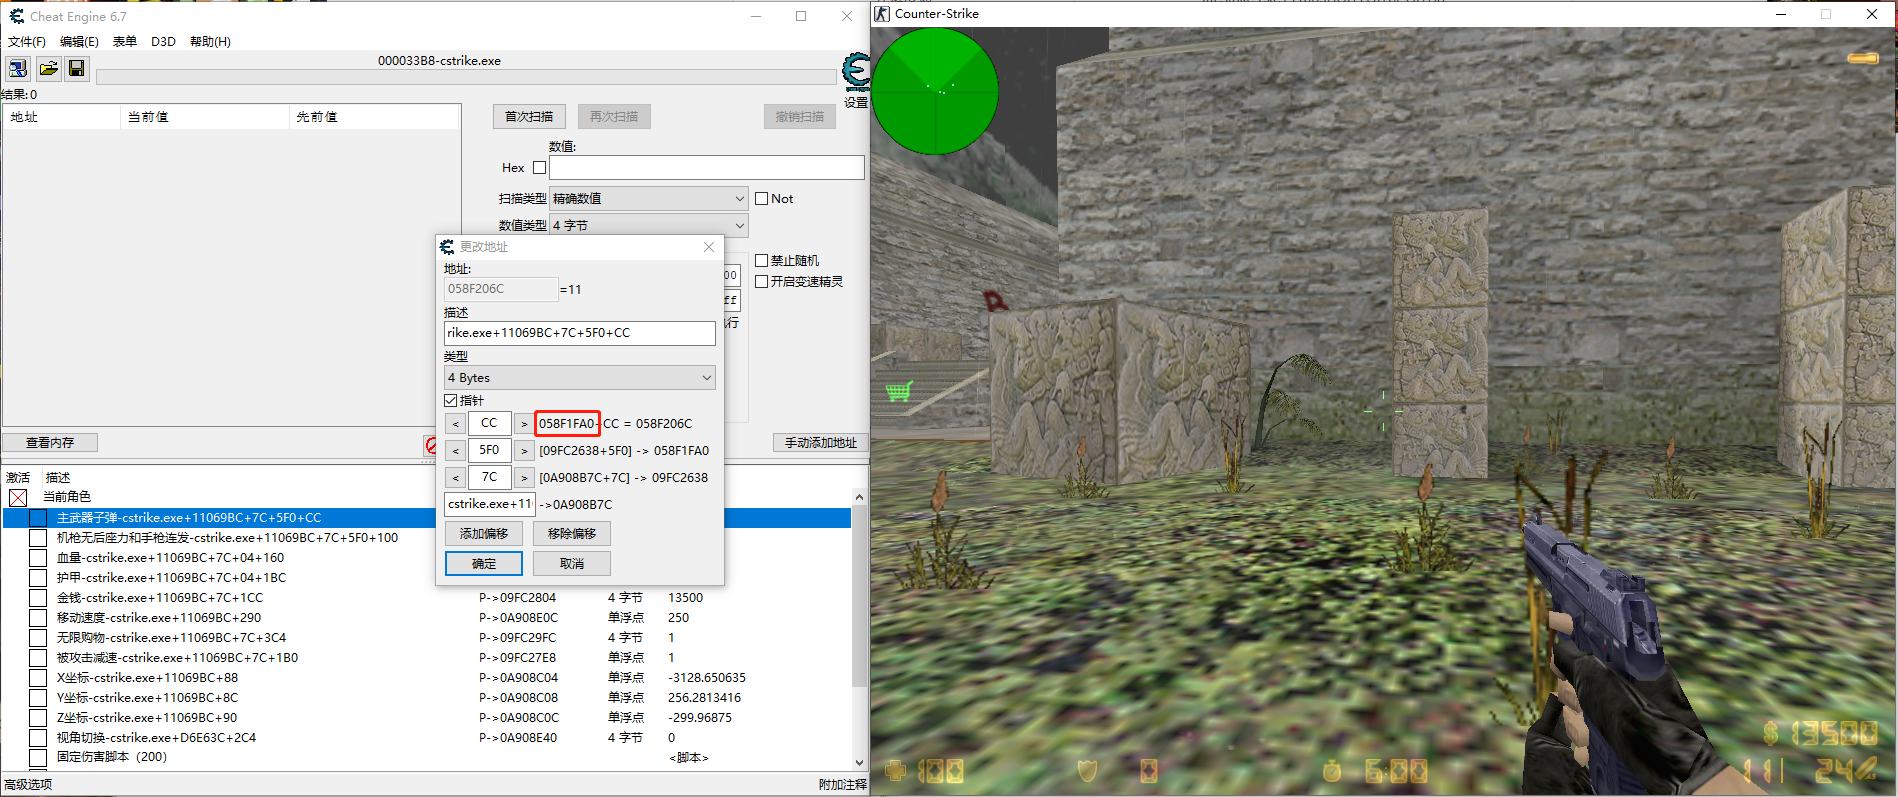 Cheat Engine 6.7
文件(F) 编辑(E) 表单 D3D 帮助(H)
000033B8-cstrike.exe
设置
结果: 0
地址 当前值 先前值
首次扫描 再次扫描 撤销扫描
数值:
Hex
扫描类型 精确数值 Not
数值类型 4 字节
00
ff
行
禁止随机
开启变速精灵
更改地址
地址:
058F206C =11
描述
rike.exe+11069BC+7C+5F0+CC
类型
4 Bytes
指针
< CC > 058F1FA0+CC = 058F206C
< 5F0 > [09FC2638+5F0] -> 058F1FA0
< 7C > [0A908B7C+7C] -> 09FC2638
cstrike.exe+110 ->0A908B7C
添加偏移 移除偏移
确定 取消
查看内存 手动添加地址
激活 描述
当前角色
主武器子弹-cstrike.exe+11069BC+7C+5F0+CC
机枪无后座力和手枪连发-cstrike.exe+11069BC+7C+5F0+100
血量-cstrike.exe+11069BC+7C+04+160
护甲-cstrike.exe+11069BC+7C+04+1BC
金钱-cstrike.exe+11069BC+7C+1CC P->09FC2804 4 字节 13500
移动速度-cstrike.exe+11069BC+290 P->0A908E0C 单浮点 250
无限购物-cstrike.exe+11069BC+7C+3C4 P->09FC29FC 4 字节 1
被攻击减速-cstrike.exe+11069BC+7C+1B0 P->09FC27E8 单浮点 1
X坐标-cstrike.exe+11069BC+88 P->0A908C04 单浮点 -3128.650635
Y坐标-cstrike.exe+11069BC+8C P->0A908C08 单浮点 256.2813416
Z坐标-cstrike.exe+11069BC+90 P->0A908C0C 单浮点 -299.96875
视角切换-cstrike.exe+D6E63C+2C4 P->0A908E40 4 字节 0
固定伤害脚本（200） <脚本>
高级选项 附加注释
Counter-Strike
$ 13500
100 0 6:00 11| 24